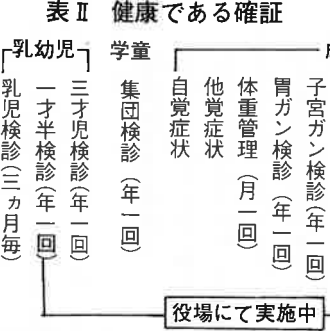 表Ⅱ 健康である確証
乳幼児
学童
乳児検診(三ヵ月毎)
一才半検診(年一回)
三才児検診(年一回)
集団検診(年一回)
自覚症状
他覚症状
体重管理(月一回)
胃ガン検診(年一回)
子宮ガン検診(年一回)
役場にて実施中